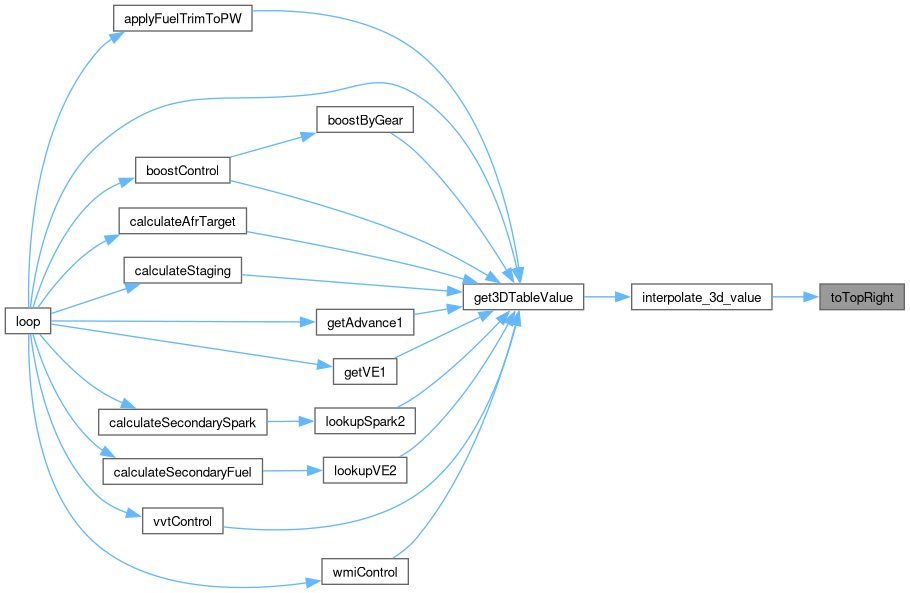 applyFuelTrimToPW
boostByGear
boostControl
calculateAfrTarget
calculateStaging
get3DTableValue
interpolate_3d_value
toTopRight
loop
getAdvance1
getVE1
calculateSecondarySpark
lookupSpark2
calculateSecondaryFuel
lookupVE2
vvtControl
wmiControl